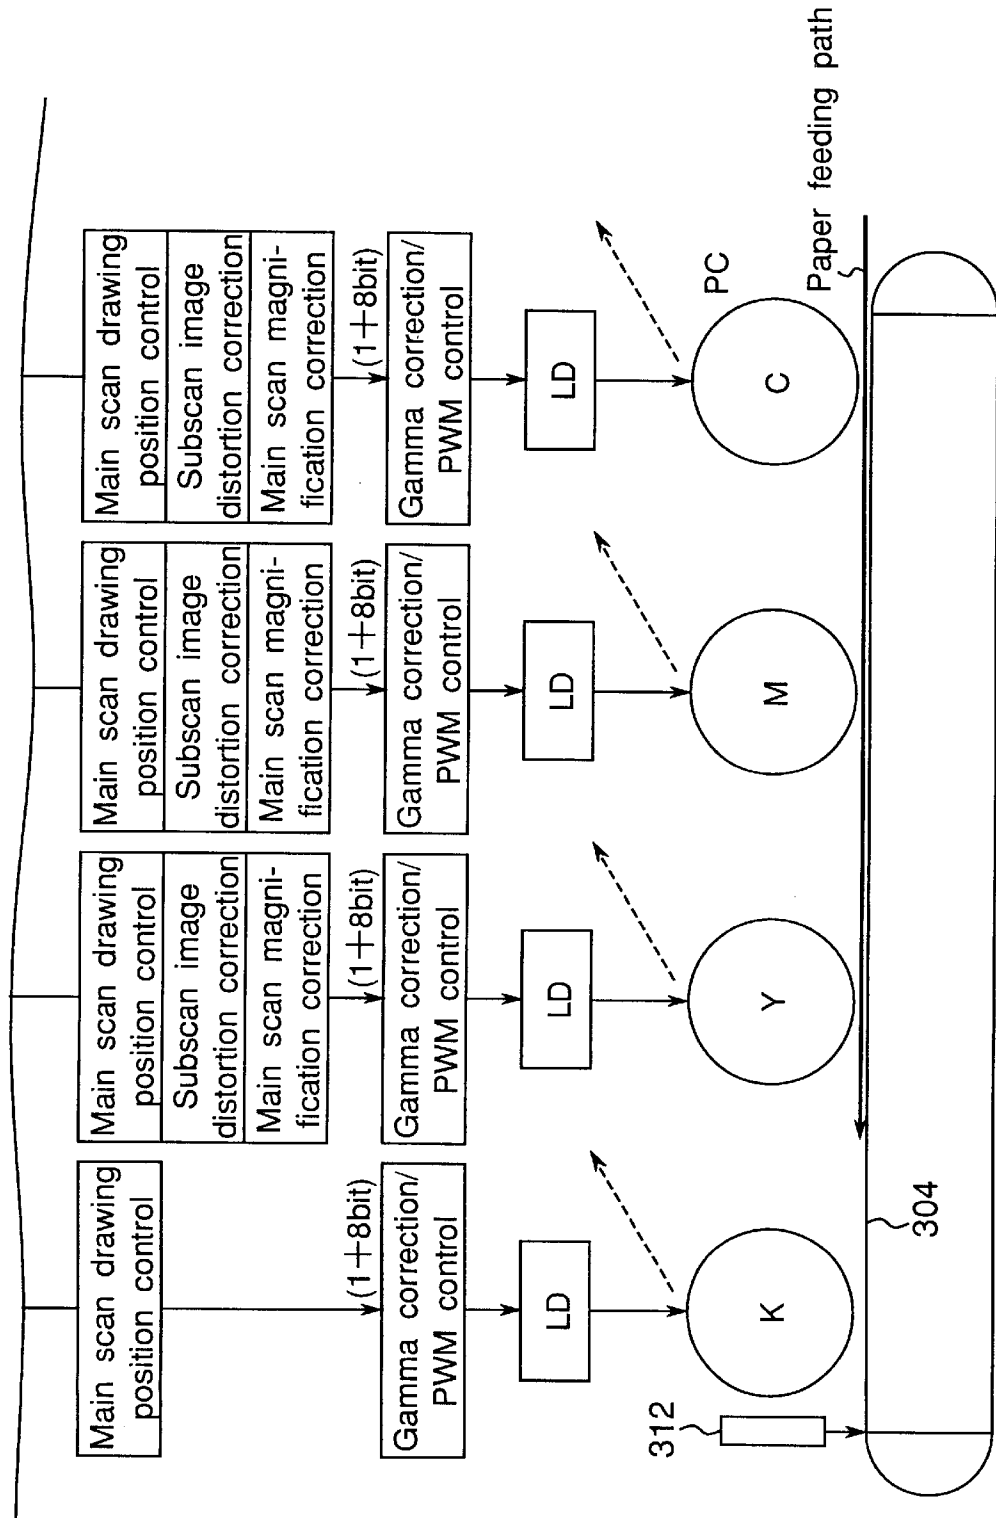 Main scan drawing
position control
(1+8bit)
Gamma correction/
PWM control
LD
K
312
304
Main scan drawing
position control
Subscan image
distortion correction
Main scan magni-
fication correction
(1+8bit)
Gamma correction/
PWM control
LD
Y
Main scan drawing
position control
Subscan image
distortion correction
Main scan magni-
fication correction
(1+8bit)
Gamma correction/
PWM control
LD
M
Main scan drawing
position control
Subscan image
distortion correction
Main scan magni-
fication correction
(1+8bit)
Gamma correction/
PWM control
LD
C
PC
Paper feeding path